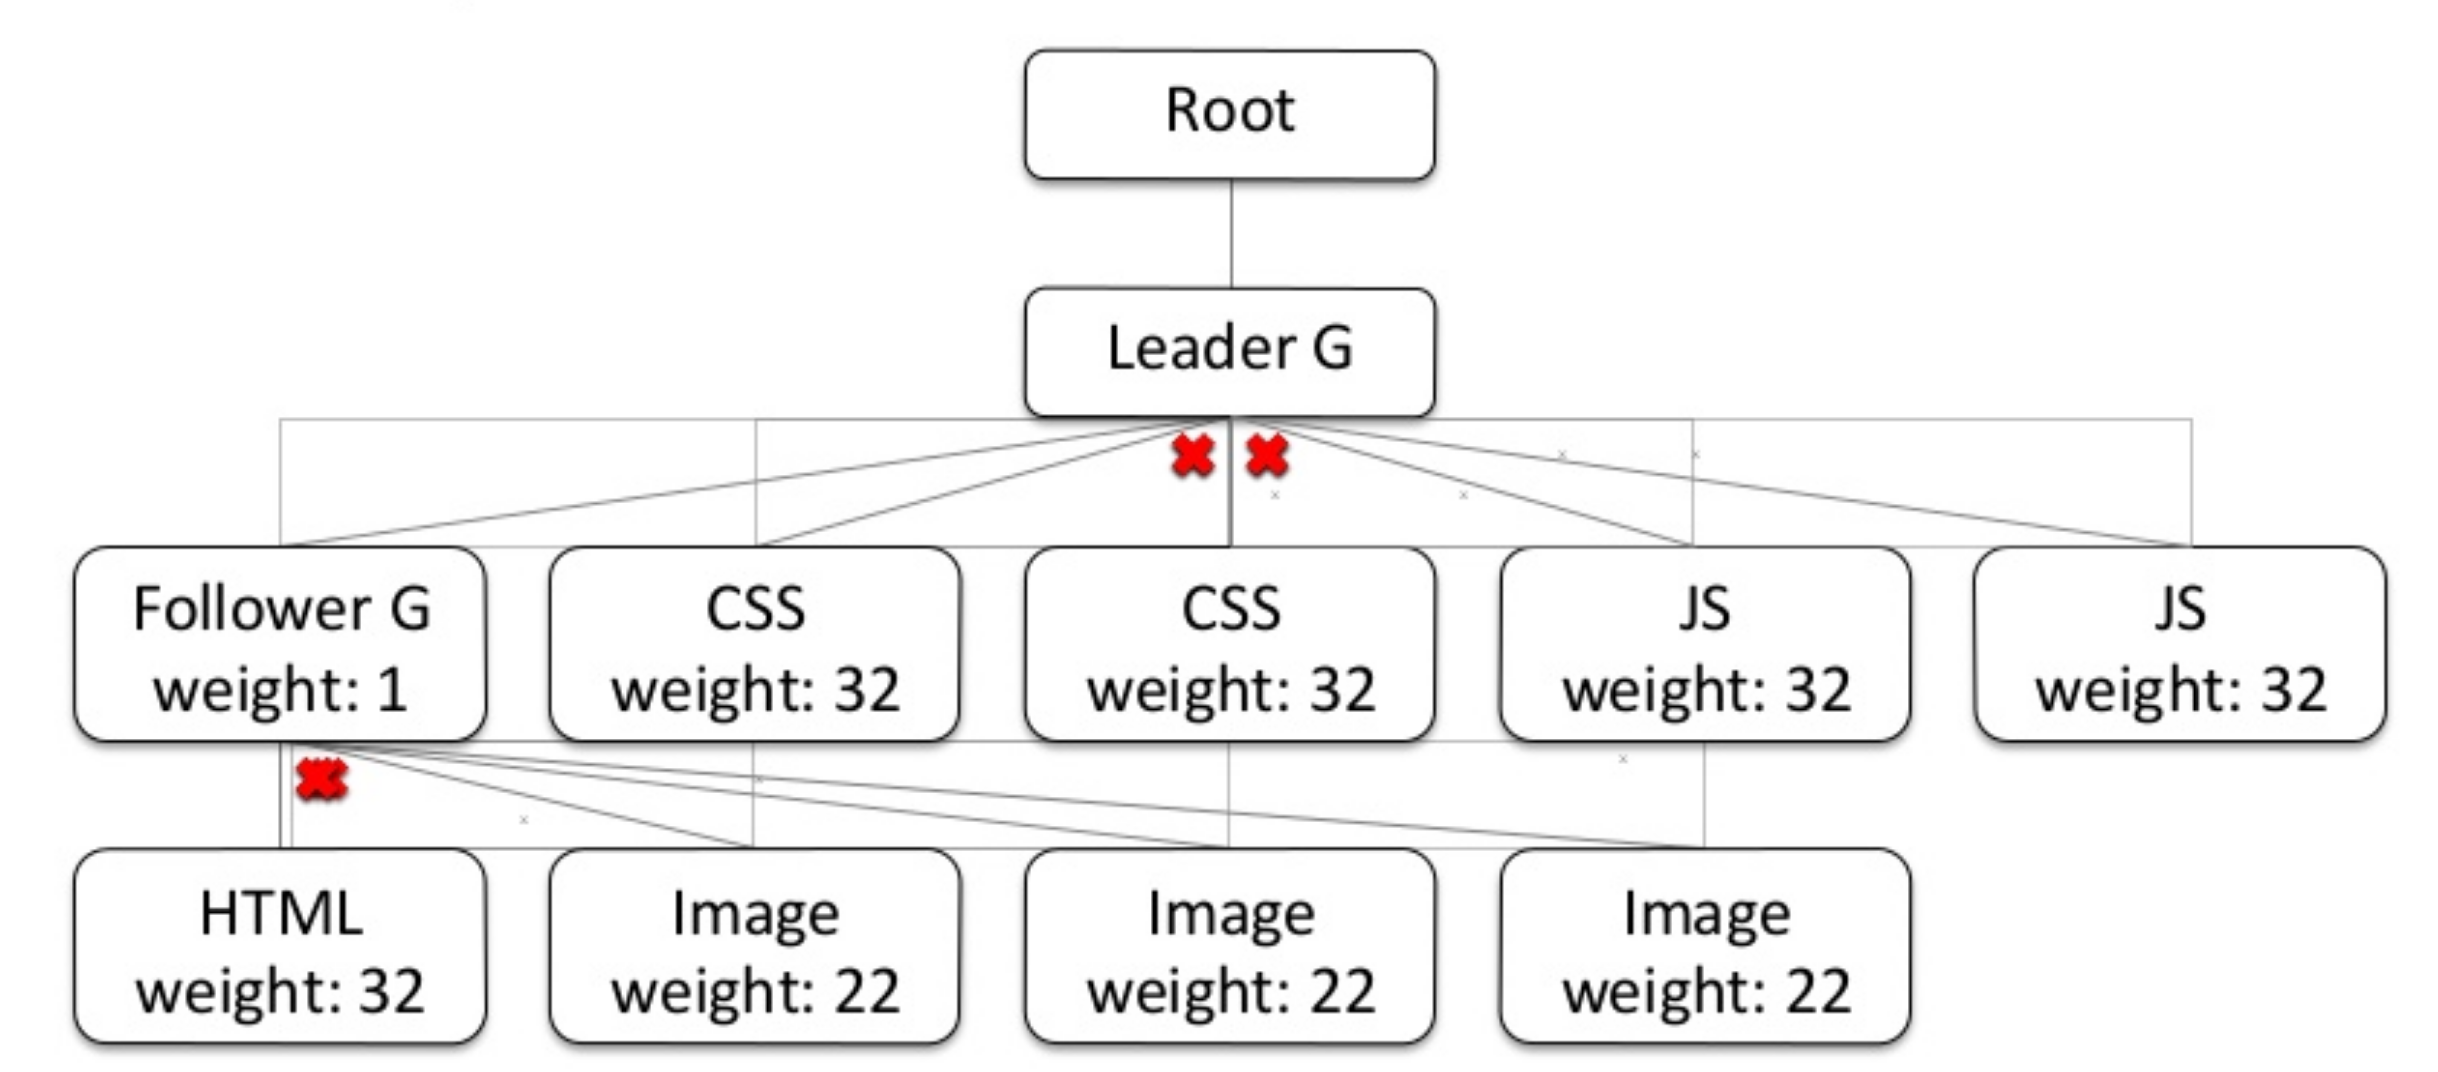 Root
Leader G
Follower G
weight: 1
CSS
weight: 32
CSS
weight: 32
JS
weight: 32
JS
weight: 32
HTML
weight: 32
Image
weight: 22
Image
weight: 22
Image
weight: 22